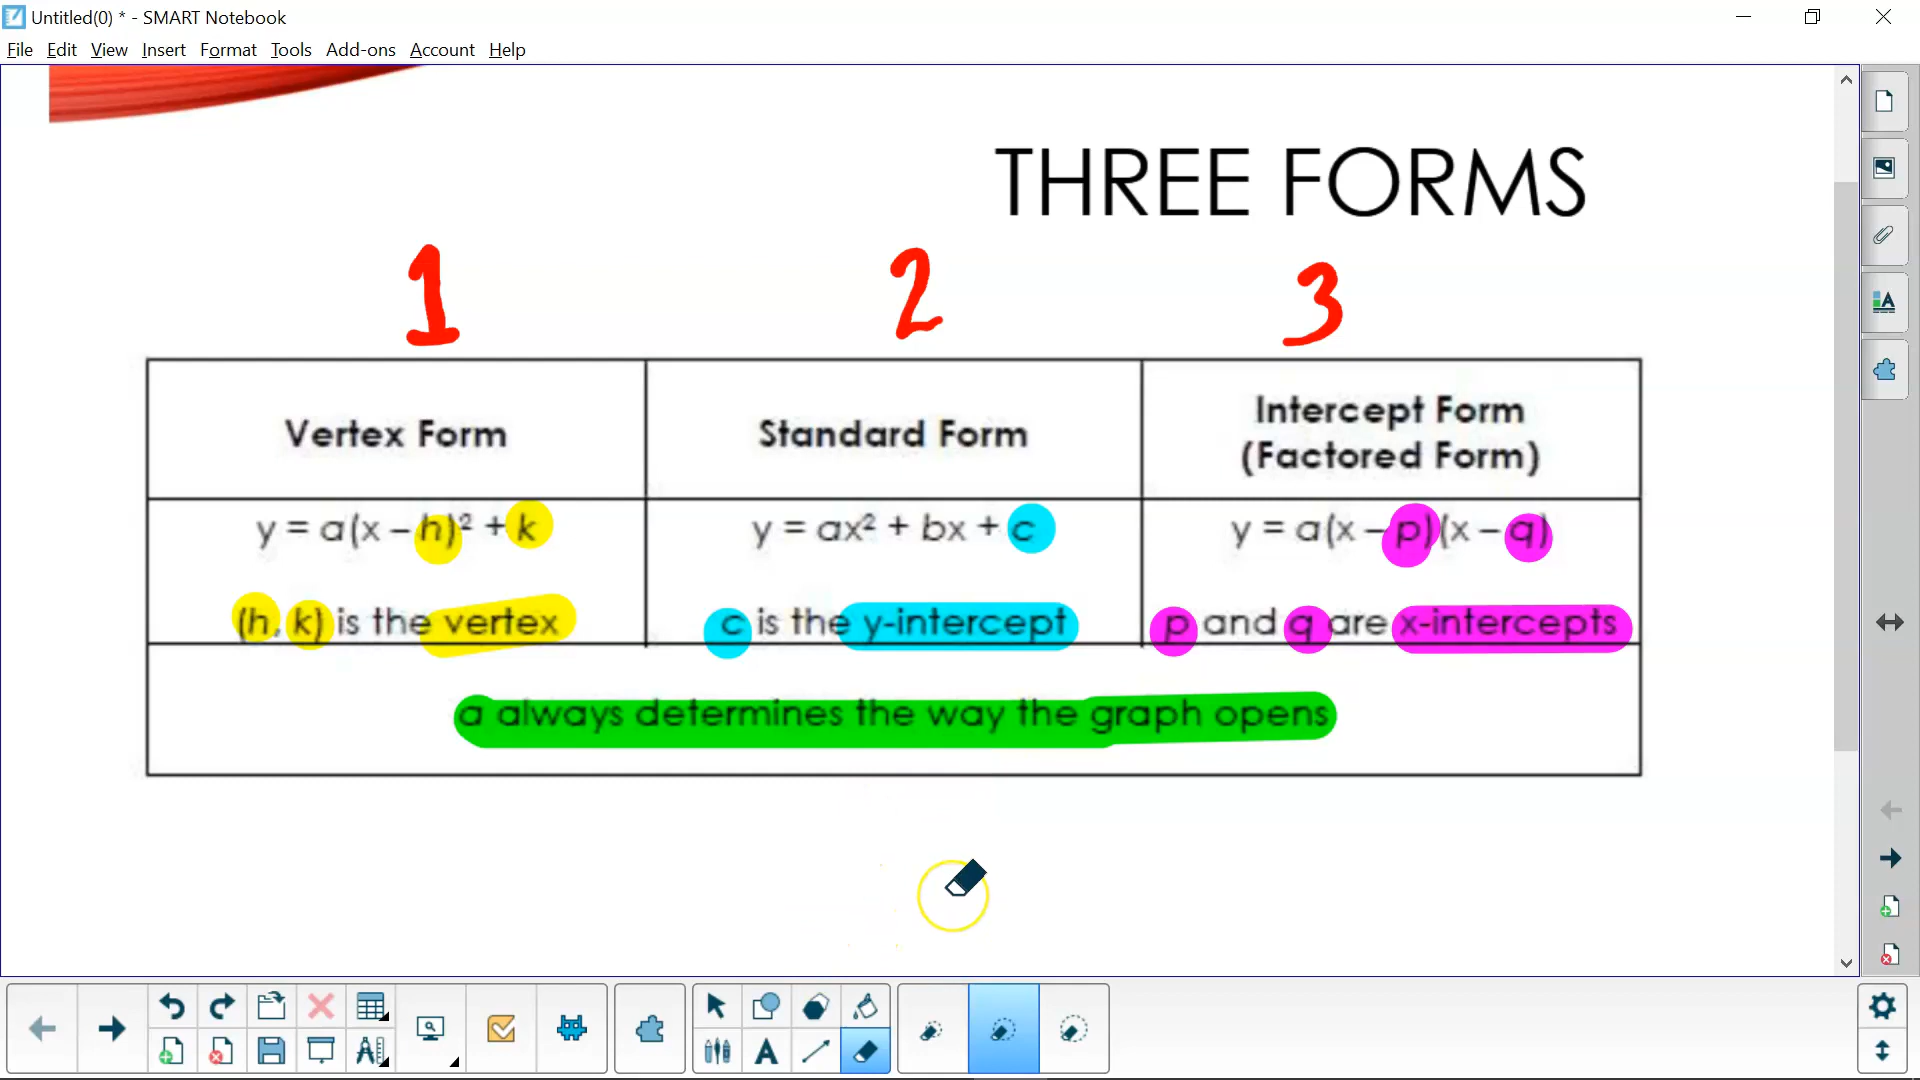 Untitled(0) * - SMART Notebook
File Edit View Insert Format Tools Add-ons Account Help
THREE FORMS
1 2 3
Vertex Form
Standard Form
Intercept Form
(Factored Form)
y = a(x – h)² + k
(h, k) is the vertex
y = ax² + bx + c
c is the y-intercept
y = a(x – p)(x – q)
p and q are x-intercepts
a always determines the way the graph opens